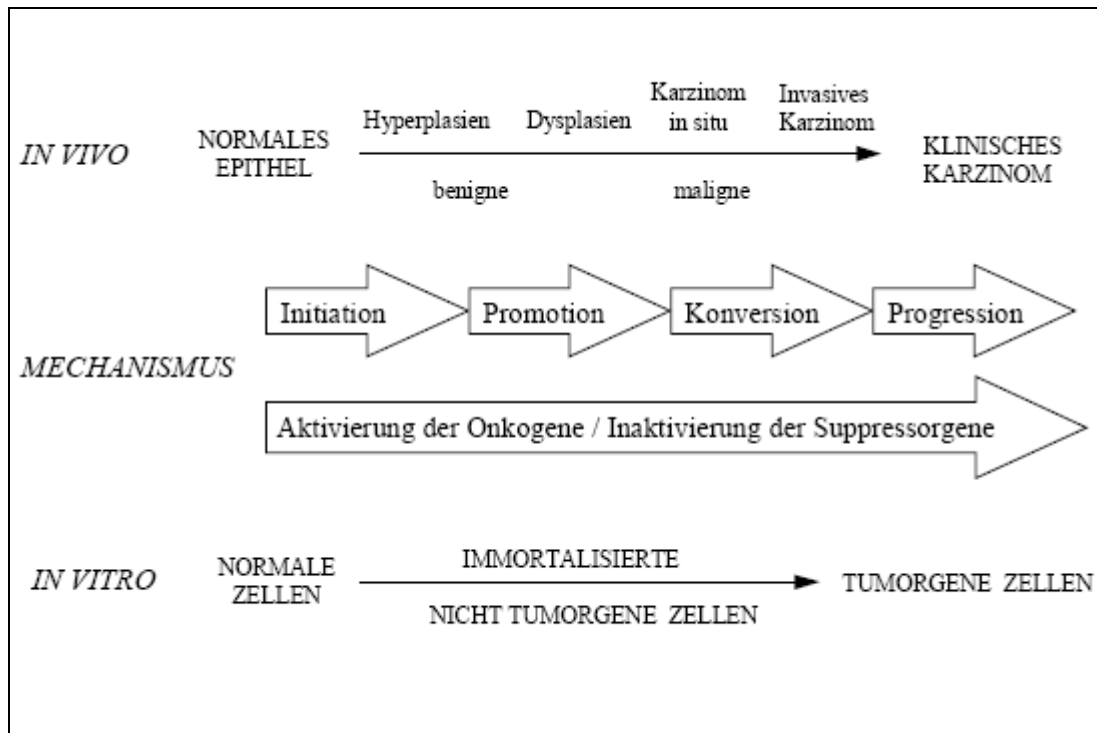 Hyperplasien
Dysplasien
Karzinom
in situ
Invasives
Karzinom
IN VIVO
NORMALES
EPITHEL
KLINISCHES
KARZINOM
benigne
maligne
MECHANISMUS
Initiation
Promotion
Konversion
Progression
Aktivierung der Onkogene / Inaktivierung der Suppressorgene
IN VITRO
NORMALE
ZELLEN
IMMORTALISIERTE
NICHT TUMORGENE ZELLEN
TUMORGENE ZELLEN